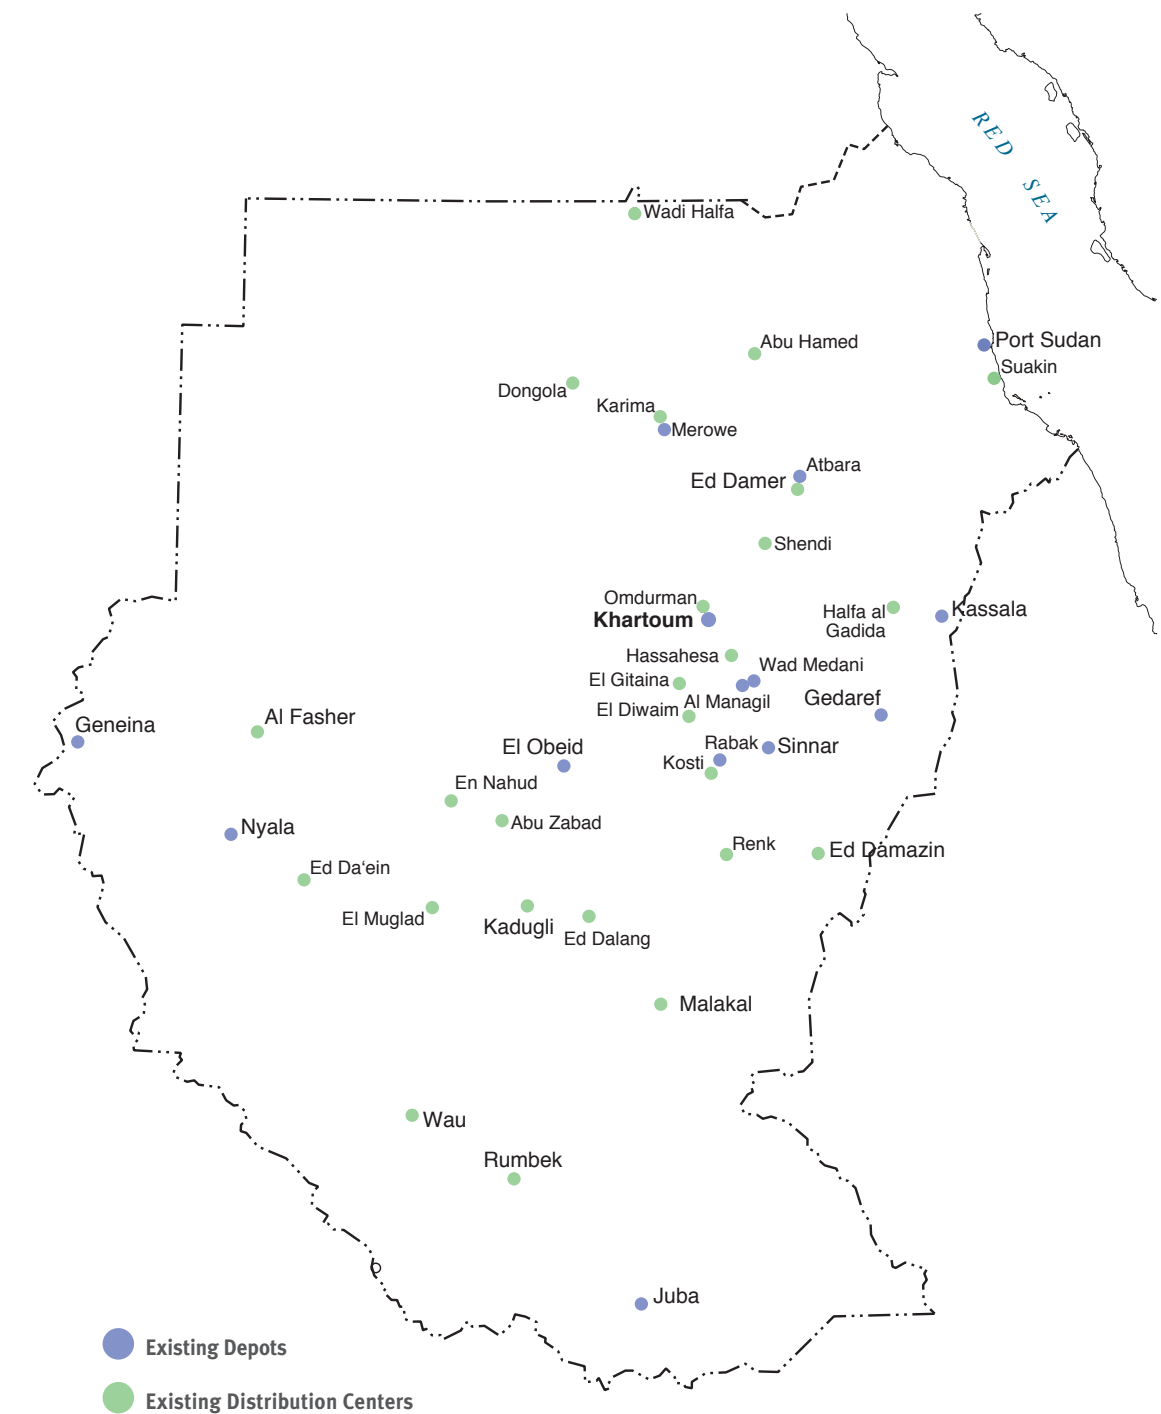 RED SEA
Wadi Halfa
Abu Hamed
Port Sudan
Suakin
Dongola
Karima
Merowe
Atbara
Ed Damer
Shendi
Omdurman
Khartoum
Halfa al
Gadida
Kassala
Hassahesa
Wad Medani
El Gitaina
Al Managil
Gedaref
El Diwaim
Geneina
Al Fasher
El Obeid
Rabak
Sinnar
Kosti
En Nahud
Abu Zabad
Nyala
Renk
Ed Damazin
Ed Da‘ein
El Muglad
Kadugli
Ed Dalang
Malakal
Wau
Rumbek
Juba
Existing Depots
Existing Distribution Centers